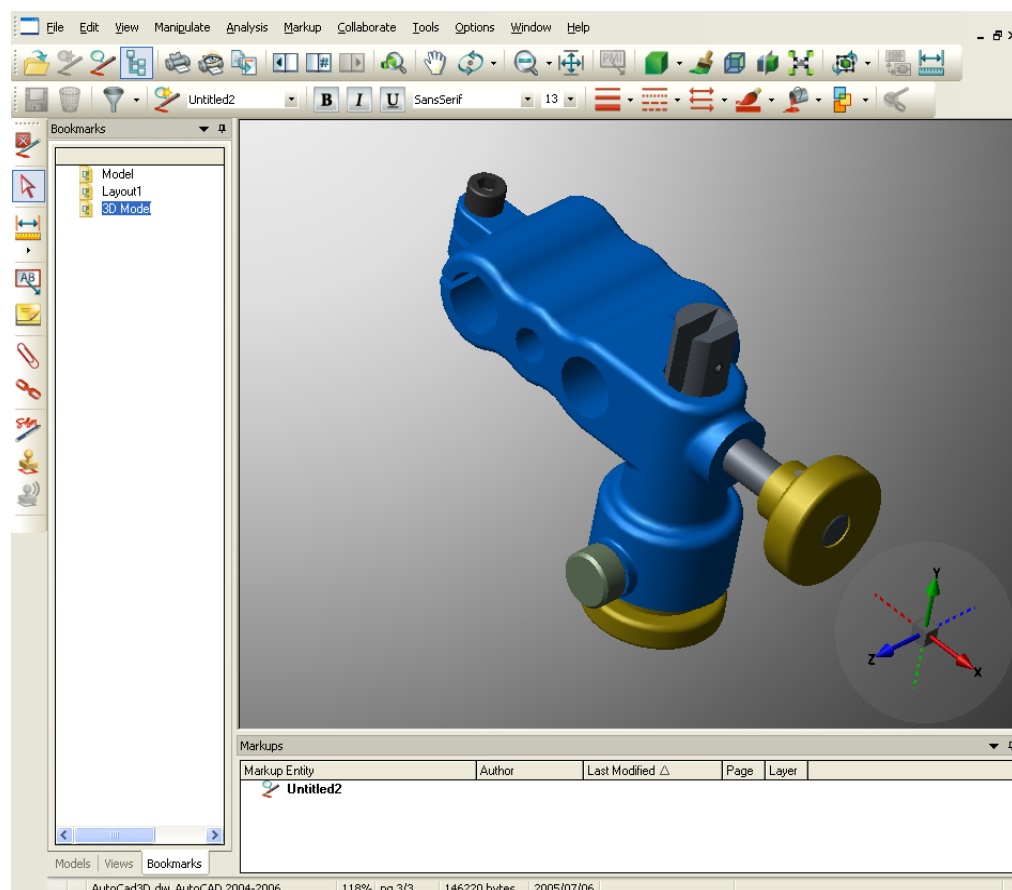 File Edit View Manipulate Analysis Markup Collaborate Tools Options Window Help
PMI
Untitled2 B I U SansSerif 13
Bookmarks
Model
Layout1
3D Model
AB
Y
Z
X
Markups
Markup Entity Author Last Modified Page Layer
Untitled2
Models Views Bookmarks
AutoCad3D.dw AutoCAD 2004-2006 118% pg 3/3 146220 bytes 2005/07/06